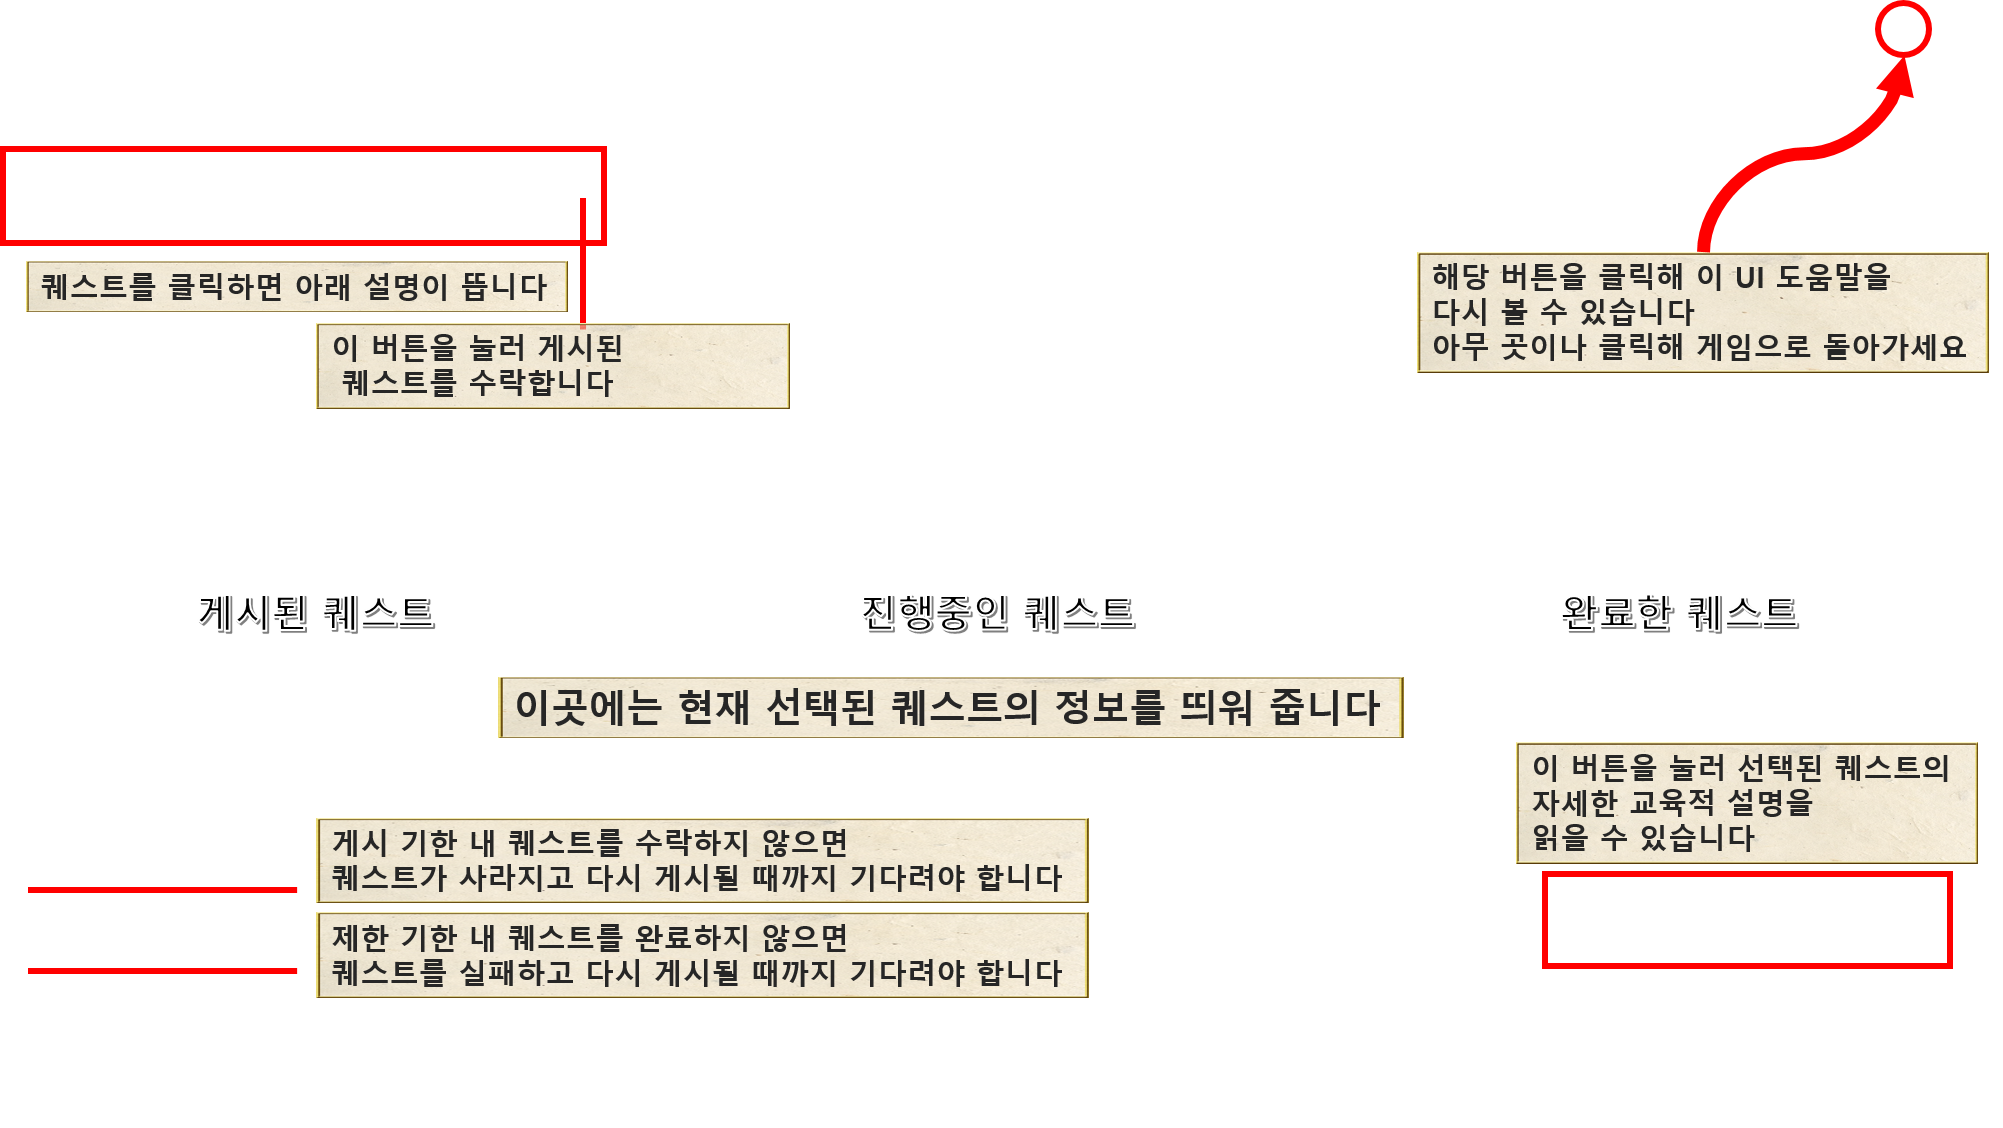 퀘스트를 클릭하면 아래 설명이 뜹니다
이 버튼을 눌러 게시된
퀘스트를 수락합니다
해당 버튼을 클릭해 이 UI 도움말을
다시 볼 수 있습니다
아무 곳이나 클릭해 게임으로 돌아가세요
게시된 퀘스트
진행중인 퀘스트
완료한 퀘스트
이곳에는 현재 선택된 퀘스트의 정보를 띄워 줍니다
이 버튼을 눌러 선택된 퀘스트의
자세한 교육적 설명을
읽을 수 있습니다
게시 기한 내 퀘스트를 수락하지 않으면
퀘스트가 사라지고 다시 게시될 때까지 기다려야 합니다
제한 기한 내 퀘스트를 완료하지 않으면
퀘스트를 실패하고 다시 게시될 때까지 기다려야 합니다